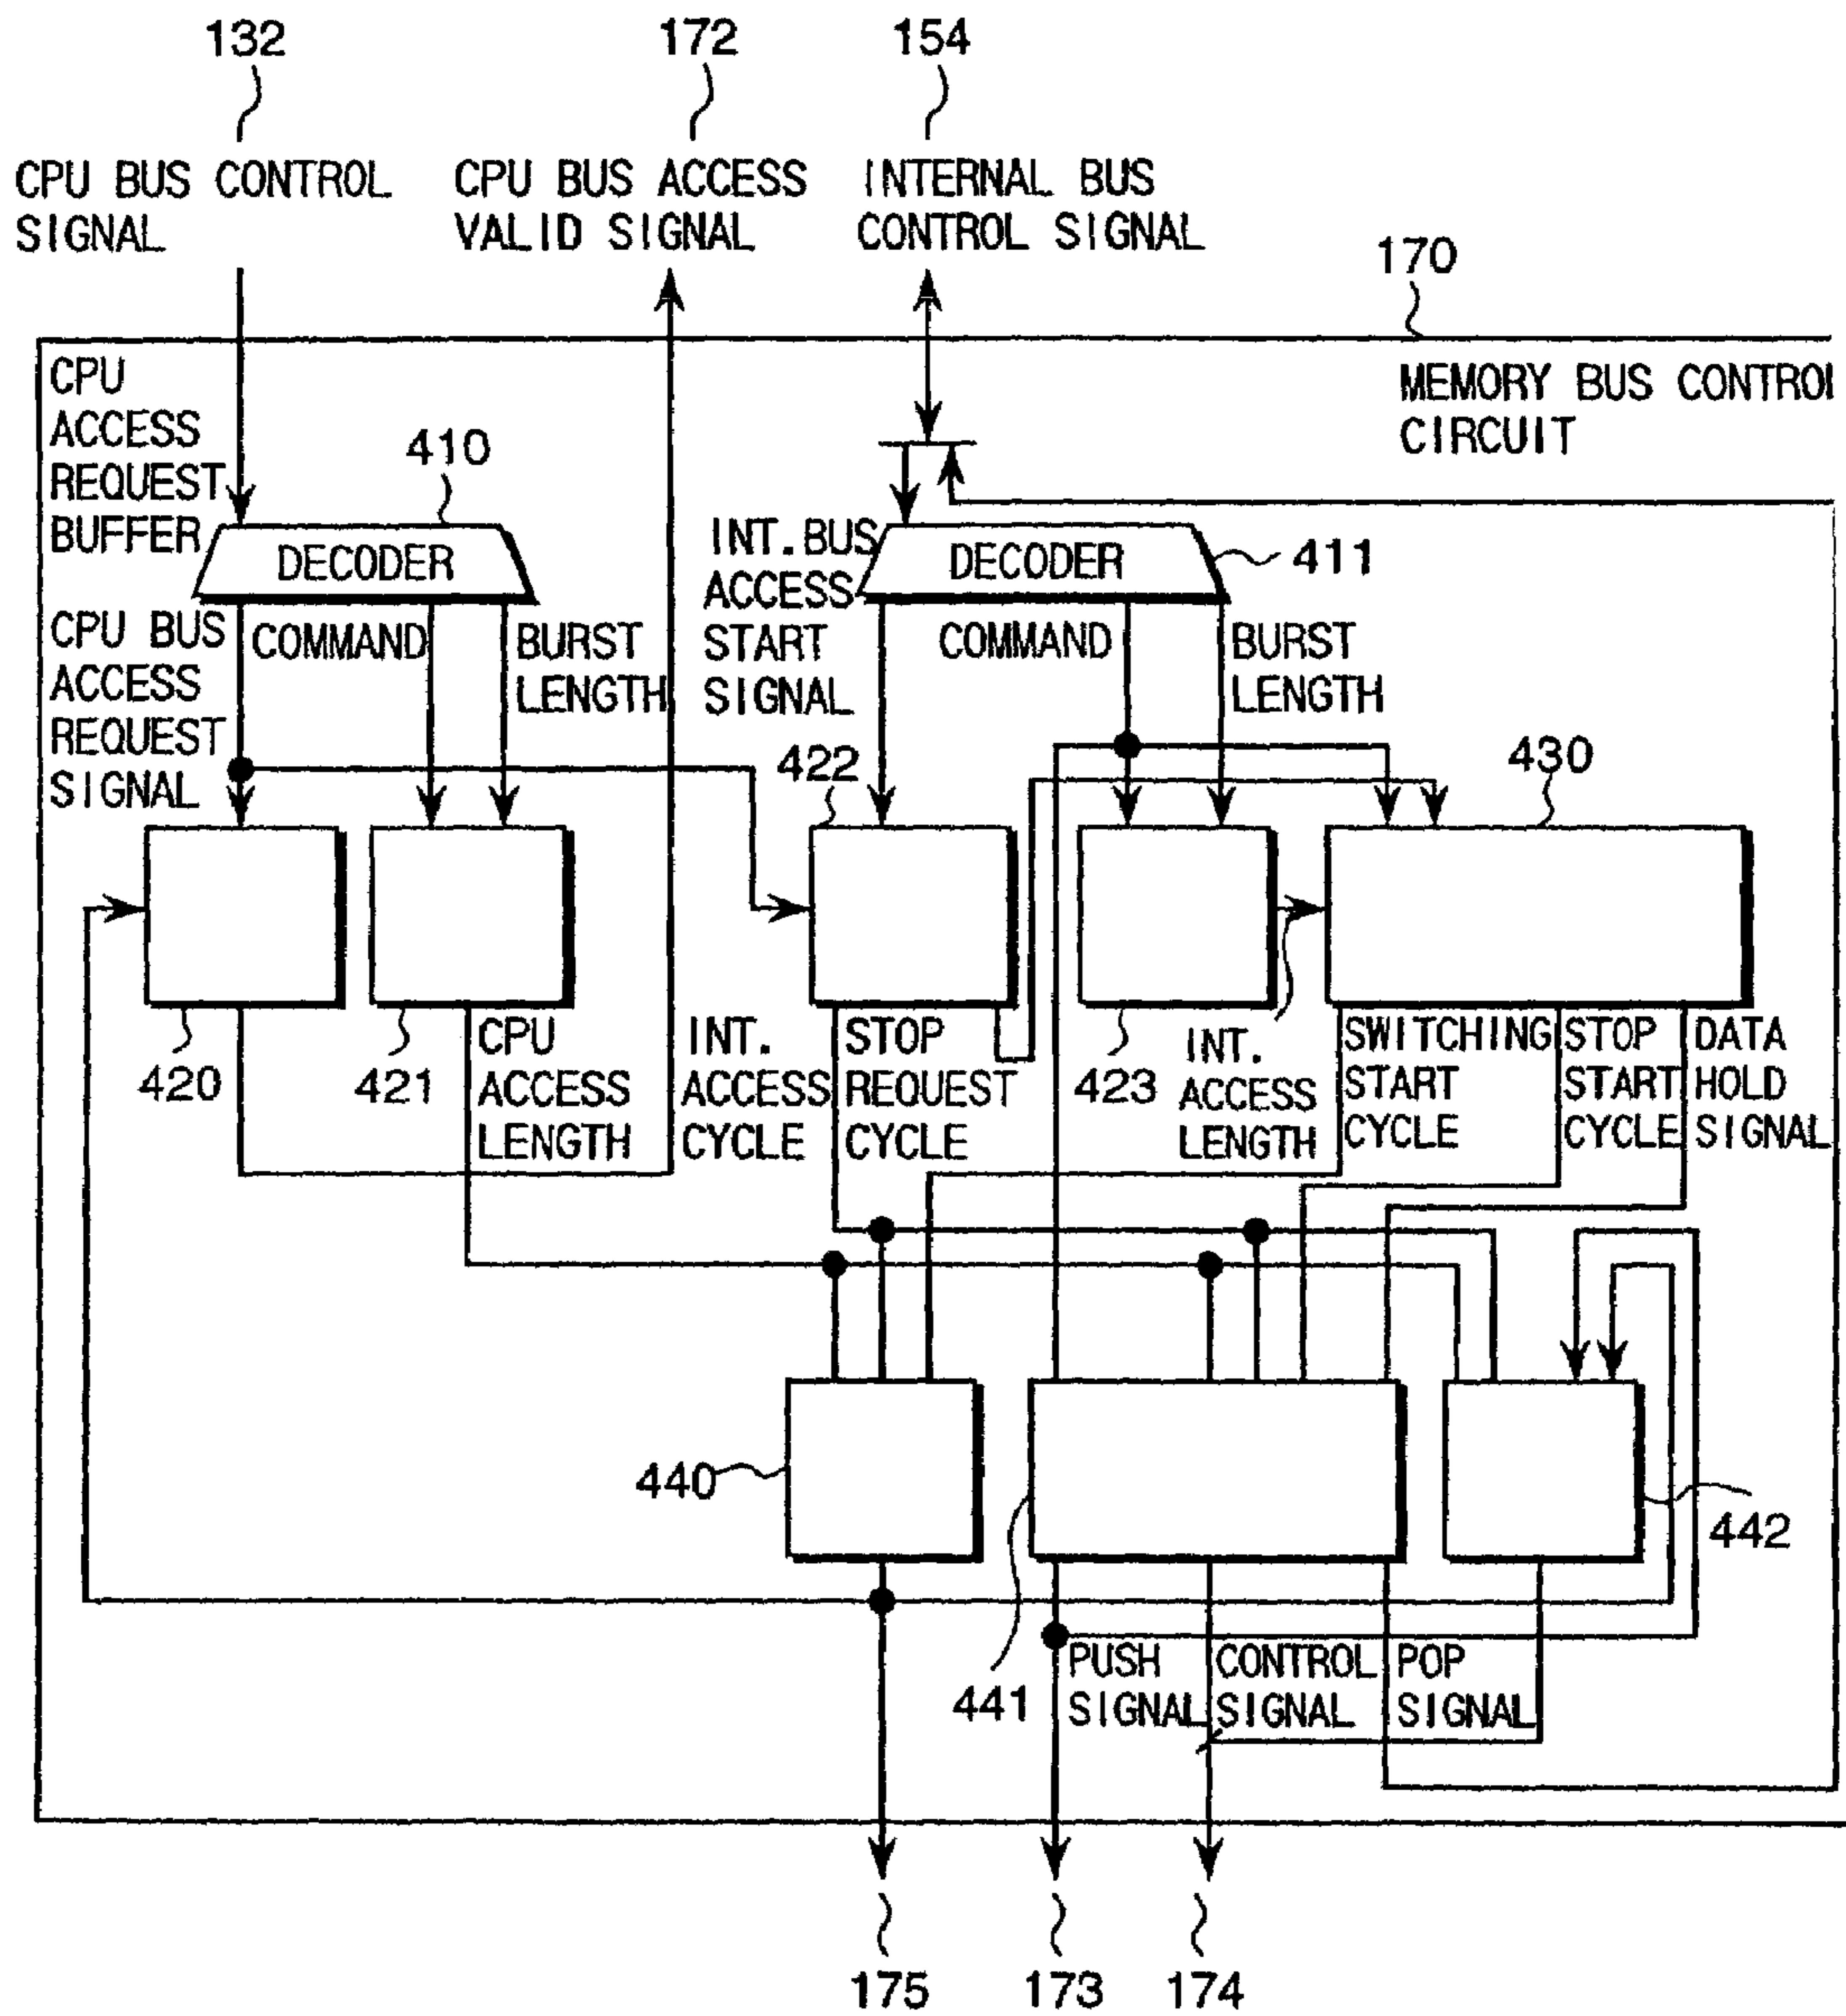 132
172
154
CPU BUS CONTROL
SIGNAL
CPU BUS ACCESS
VALID SIGNAL
INTERNAL BUS
CONTROL SIGNAL
170
MEMORY BUS CONTROL
CIRCUIT
CPU
ACCESS
REQUEST
BUFFER
410
DECODER
INT. BUS
ACCESS
START
SIGNAL
DECODER
411
CPU BUS
ACCESS
REQUEST
SIGNAL
COMMAND
BURST
LENGTH
COMMAND
BURST
LENGTH
422
430
420
421
CPU
ACCESS
LENGTH
INT.
ACCESS
CYCLE
STOP
REQUEST
CYCLE
423
INT.
ACCESS
LENGTH
SWITCHING
START
CYCLE
STOP
START
CYCLE
DATA
HOLD
SIGNAL
440
441
442
PUSH
SIGNAL
CONTROL
SIGNAL
POP
SIGNAL
175
173
174